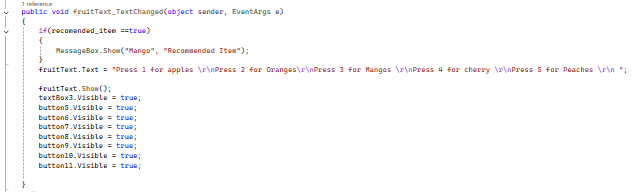 1 reference
public void fruitText_TextChanged(object sender, EventArgs e)
{
if(recomended_item ==true)
{
MessageBox.Show("Mango", "Recommended Item");
}
fruitText.Text = "Press 1 for apples \r\nPress 2 for Oranges\r\nPress 3 for Mangos \r\nPress 4 for cherry \r\nPress 5 for Peaches \r\n ";
fruitText.Show();
textBox3.Visible = true;
button5.Visible = true;
button6.Visible = true;
button7.Visible = true;
button8.Visible = true;
button9.Visible = true;
button10.Visible = true;
button11.Visible = true;
}